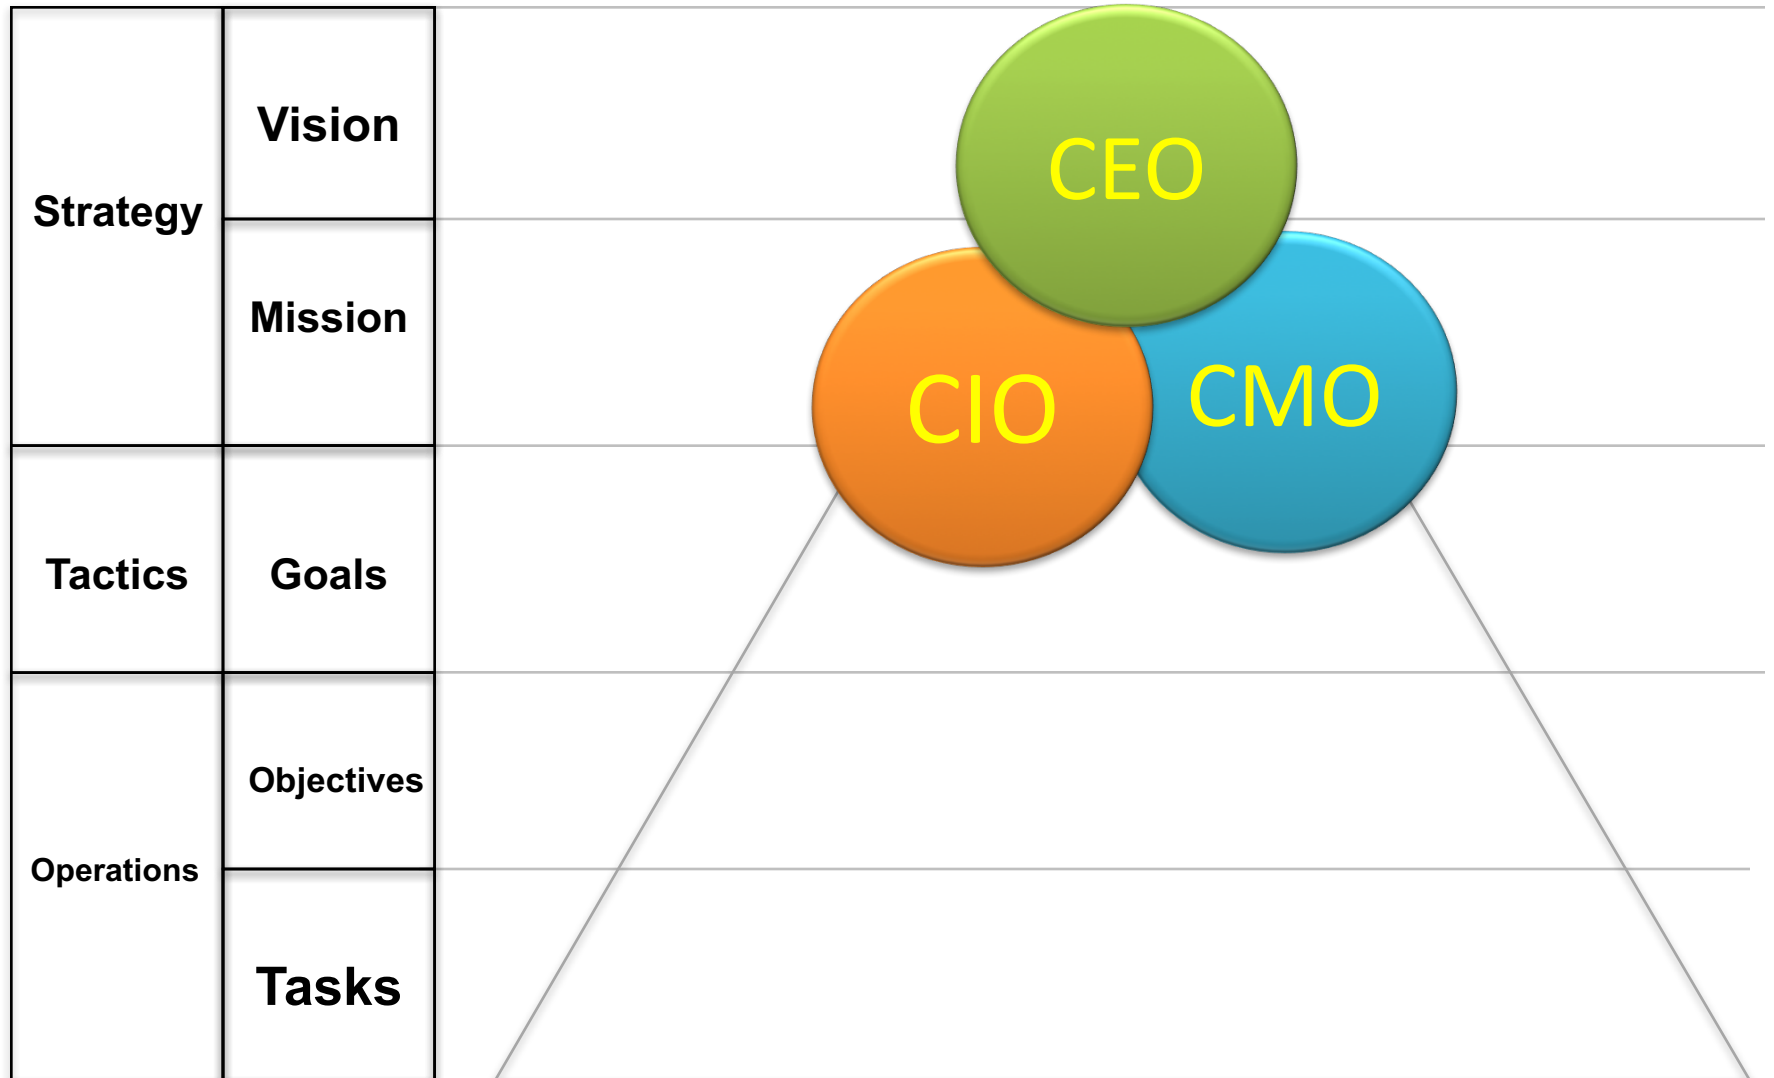 Strategy
Vision
Mission
Tactics
Goals
Operations
Objectives
Tasks
CEO
CIO
CMO